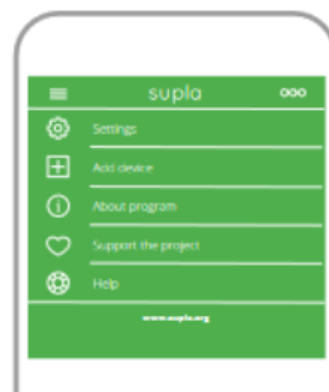 supla
Settings
Add device
About program
Support the project
Help
www.supla.org